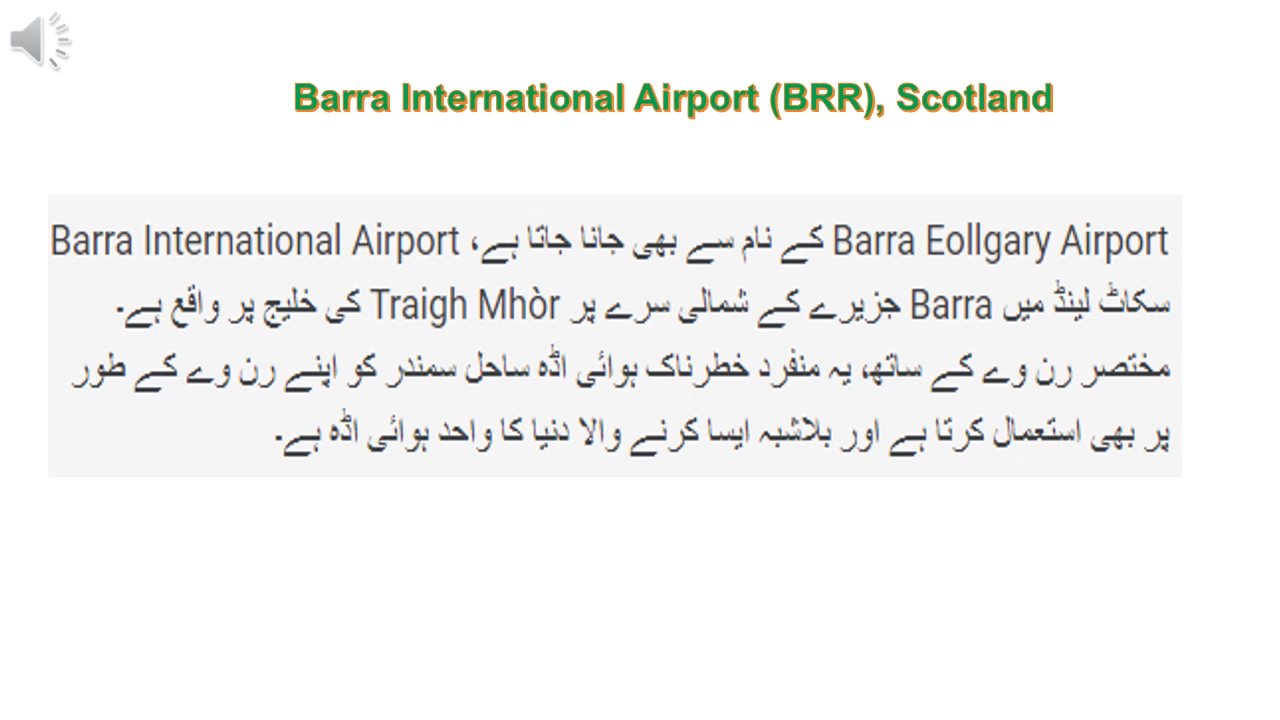 Barra International Airport (BRR), Scotland
Barra Eollgary Airport کے نام سے بھی جانا جاتا ہے، Barra International Airport
سکاٹ لینڈ میں Barra جزیرے کے شمالی سرے پر Traigh Mhòr کی خلیج پر واقع ہے۔
مختصر رن وے کے ساتھ، یہ منفرد خطرناک ہوائی اڈہ ساحل سمندر کو اپنے رن وے کے طور
پر بھی استعمال کرتا ہے اور بلاشبہ ایسا کرنے والا دنیا کا واحد ہوائی اڈہ ہے۔